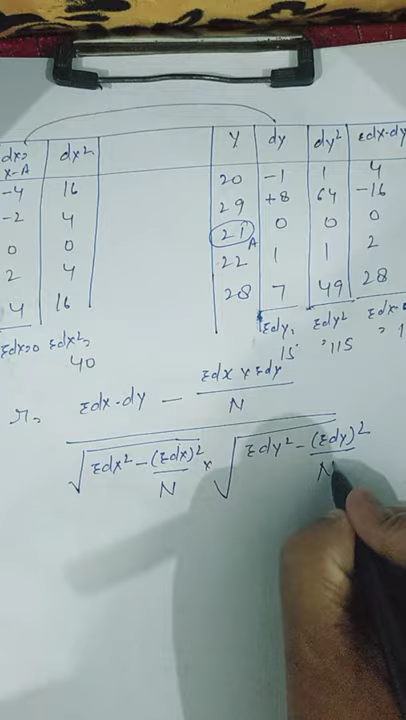 dx= dx² Y dy dy² Σdx·dy
x-A
-4 16 20 -1 1 4
-2 4 29 +8 64 -16
0 0 21 A 0 0 0
2 4 22 1 1 2
4 16 28 7 49 28
Σdx=0 Σdx²= 40 Σdy= 15 Σdy² = 115 Σdx
r= Σdx·dy − Σdx × Σdy / N
√Σdx² − (Σdx)² / N × √Σdy² − (Σdy)² / N